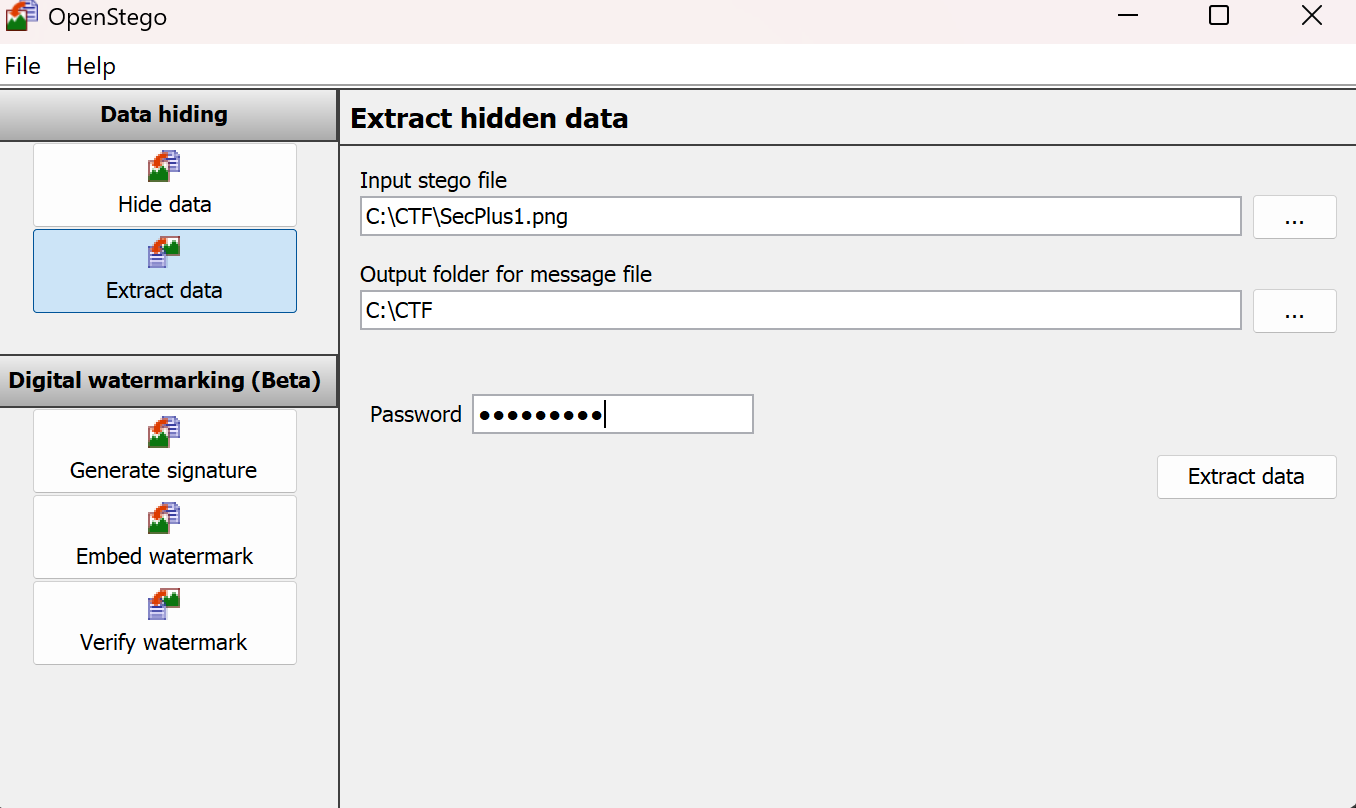 OpenStego
File Help
Data hiding
Hide data
Extract data
Digital watermarking (Beta)
Generate signature
Embed watermark
Verify watermark
Extract hidden data
Input stego file
C:\CTF\SecPlus1.png
...
Output folder for message file
C:\CTF
...
Password ●●●●●●●●●
Extract data